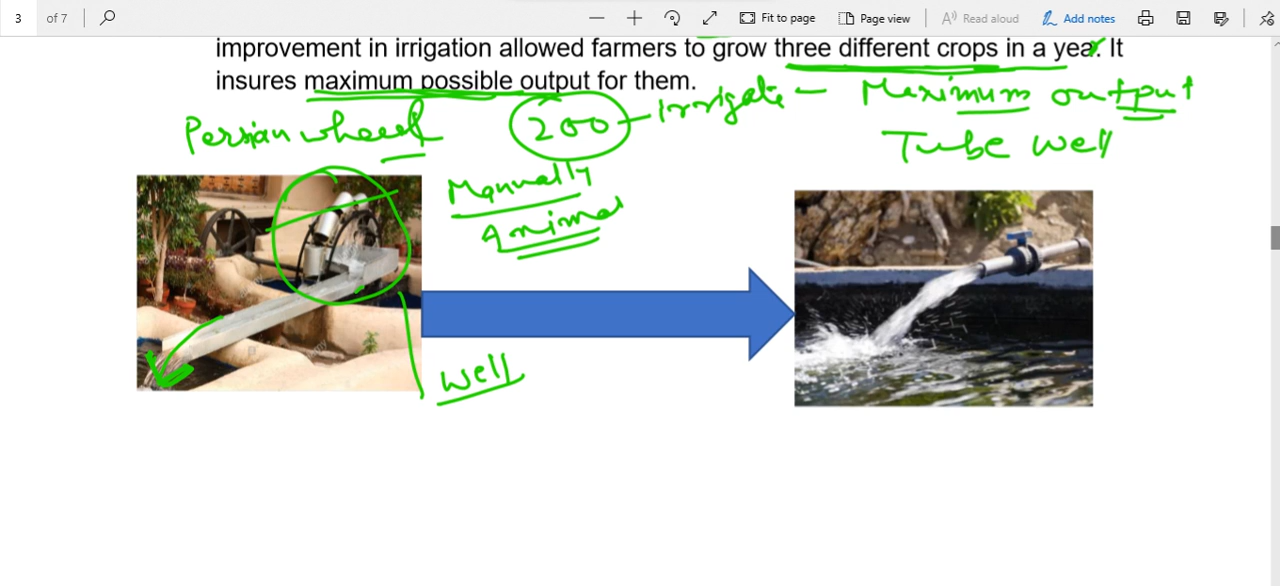 3 of 7 Fit to page Page view Read aloud Add notes
improvement in irrigation allowed farmers to grow three different crops in a year. It
insures maximum possible output for them.
Persian wheel 200 - Irrigate - Maximum output
Tube well
Manually
Animal
well